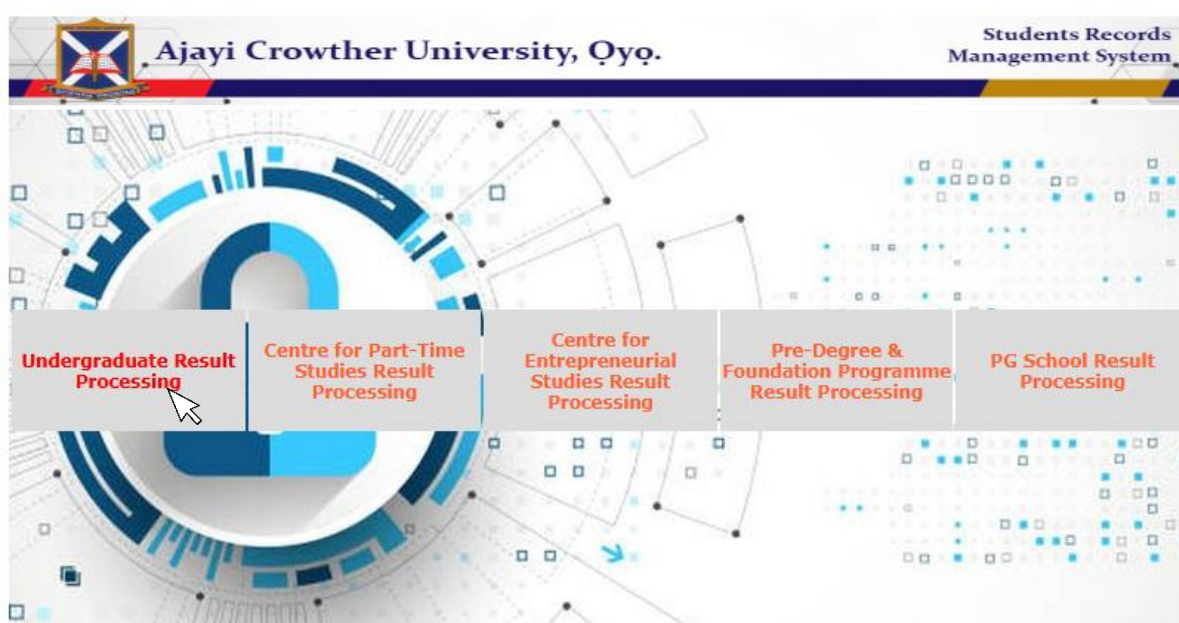 Ajayi Crowther University, Ọyọ.
Students Records
Management System
Undergraduate Result
Processing
Centre for Part-Time
Studies Result
Processing
Centre for
Entrepreneurial
Studies Result
Processing
Pre-Degree &
Foundation Programme
Result Processing
PG School Result
Processing